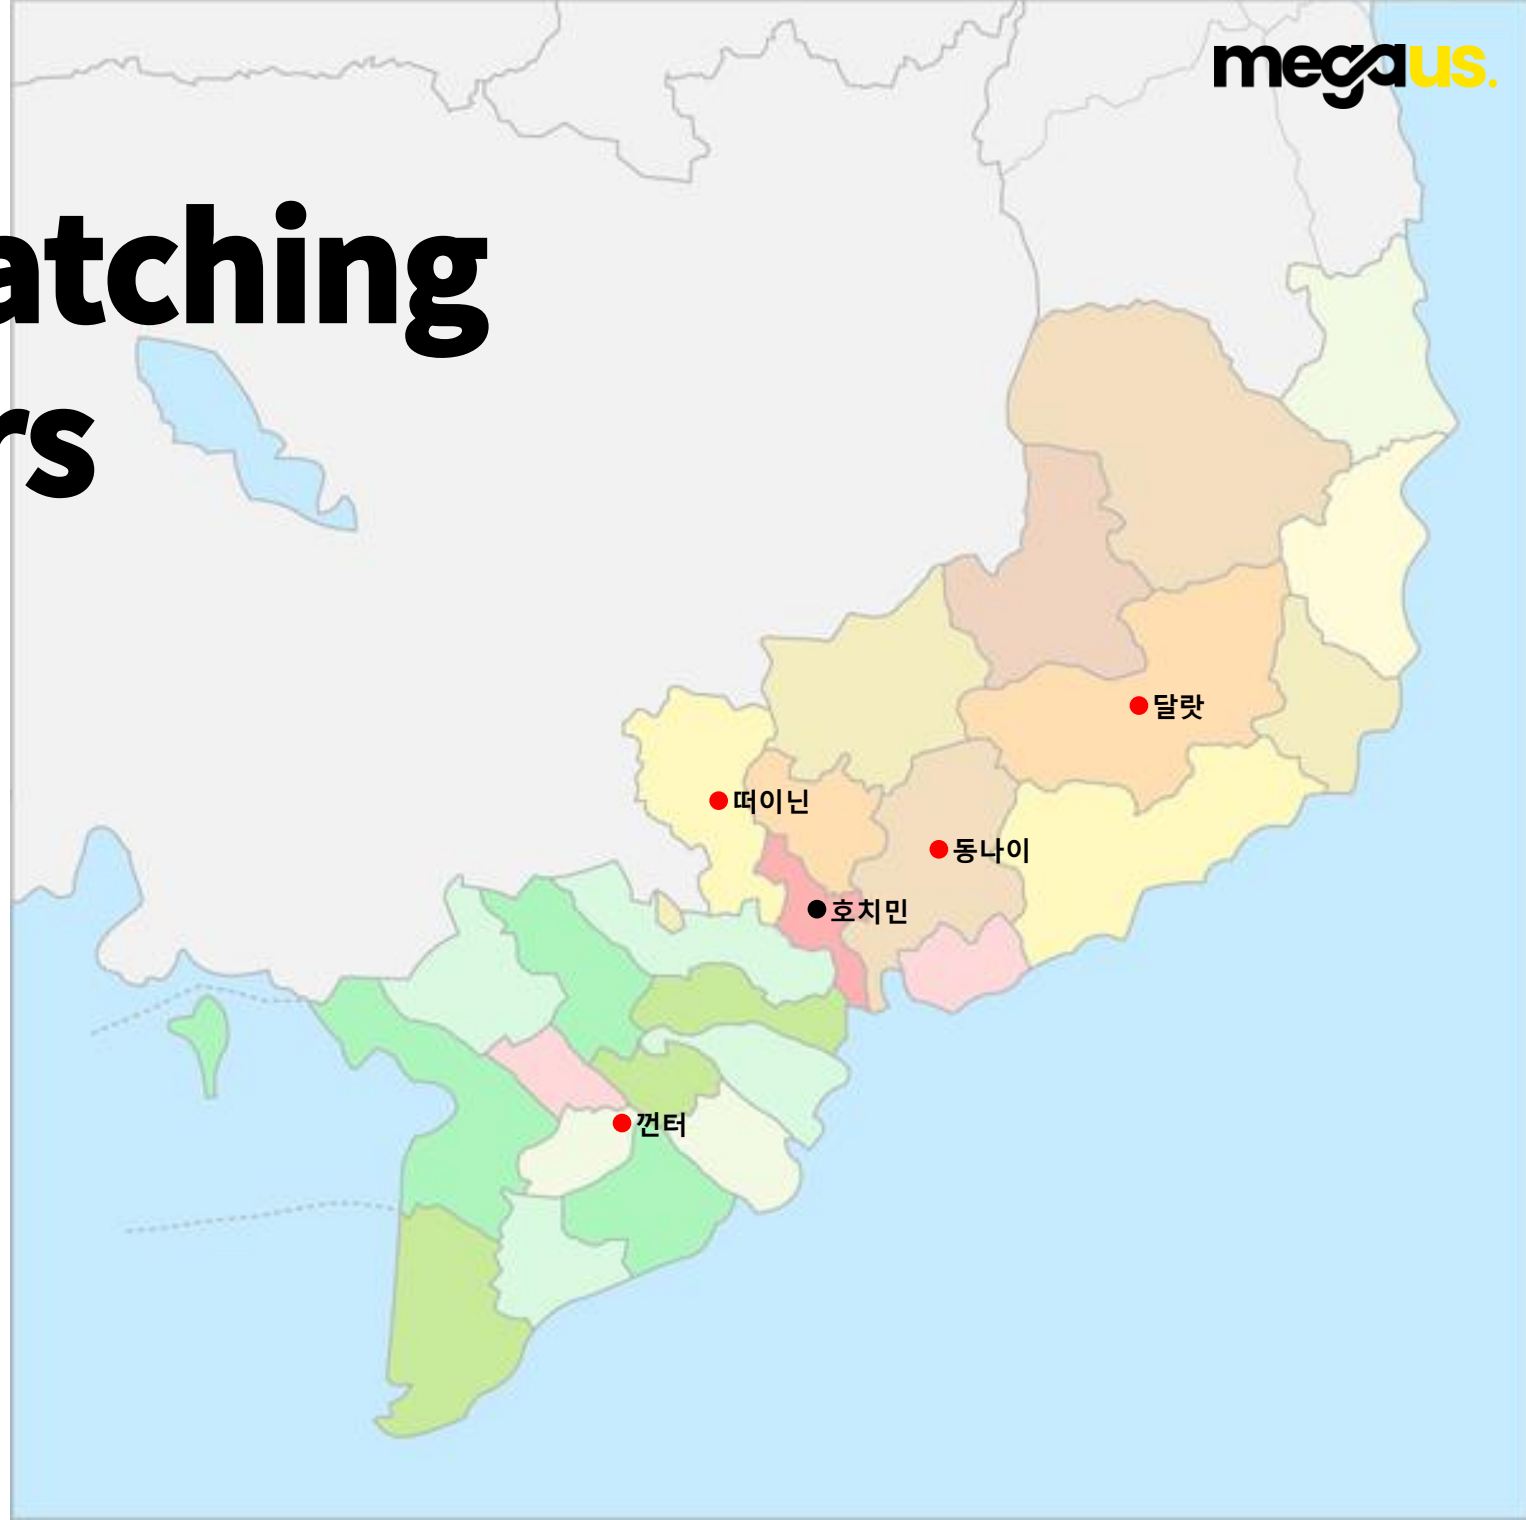 megaus.
atching
rs
달랏
떠이닌
동나이
호치민
껀터